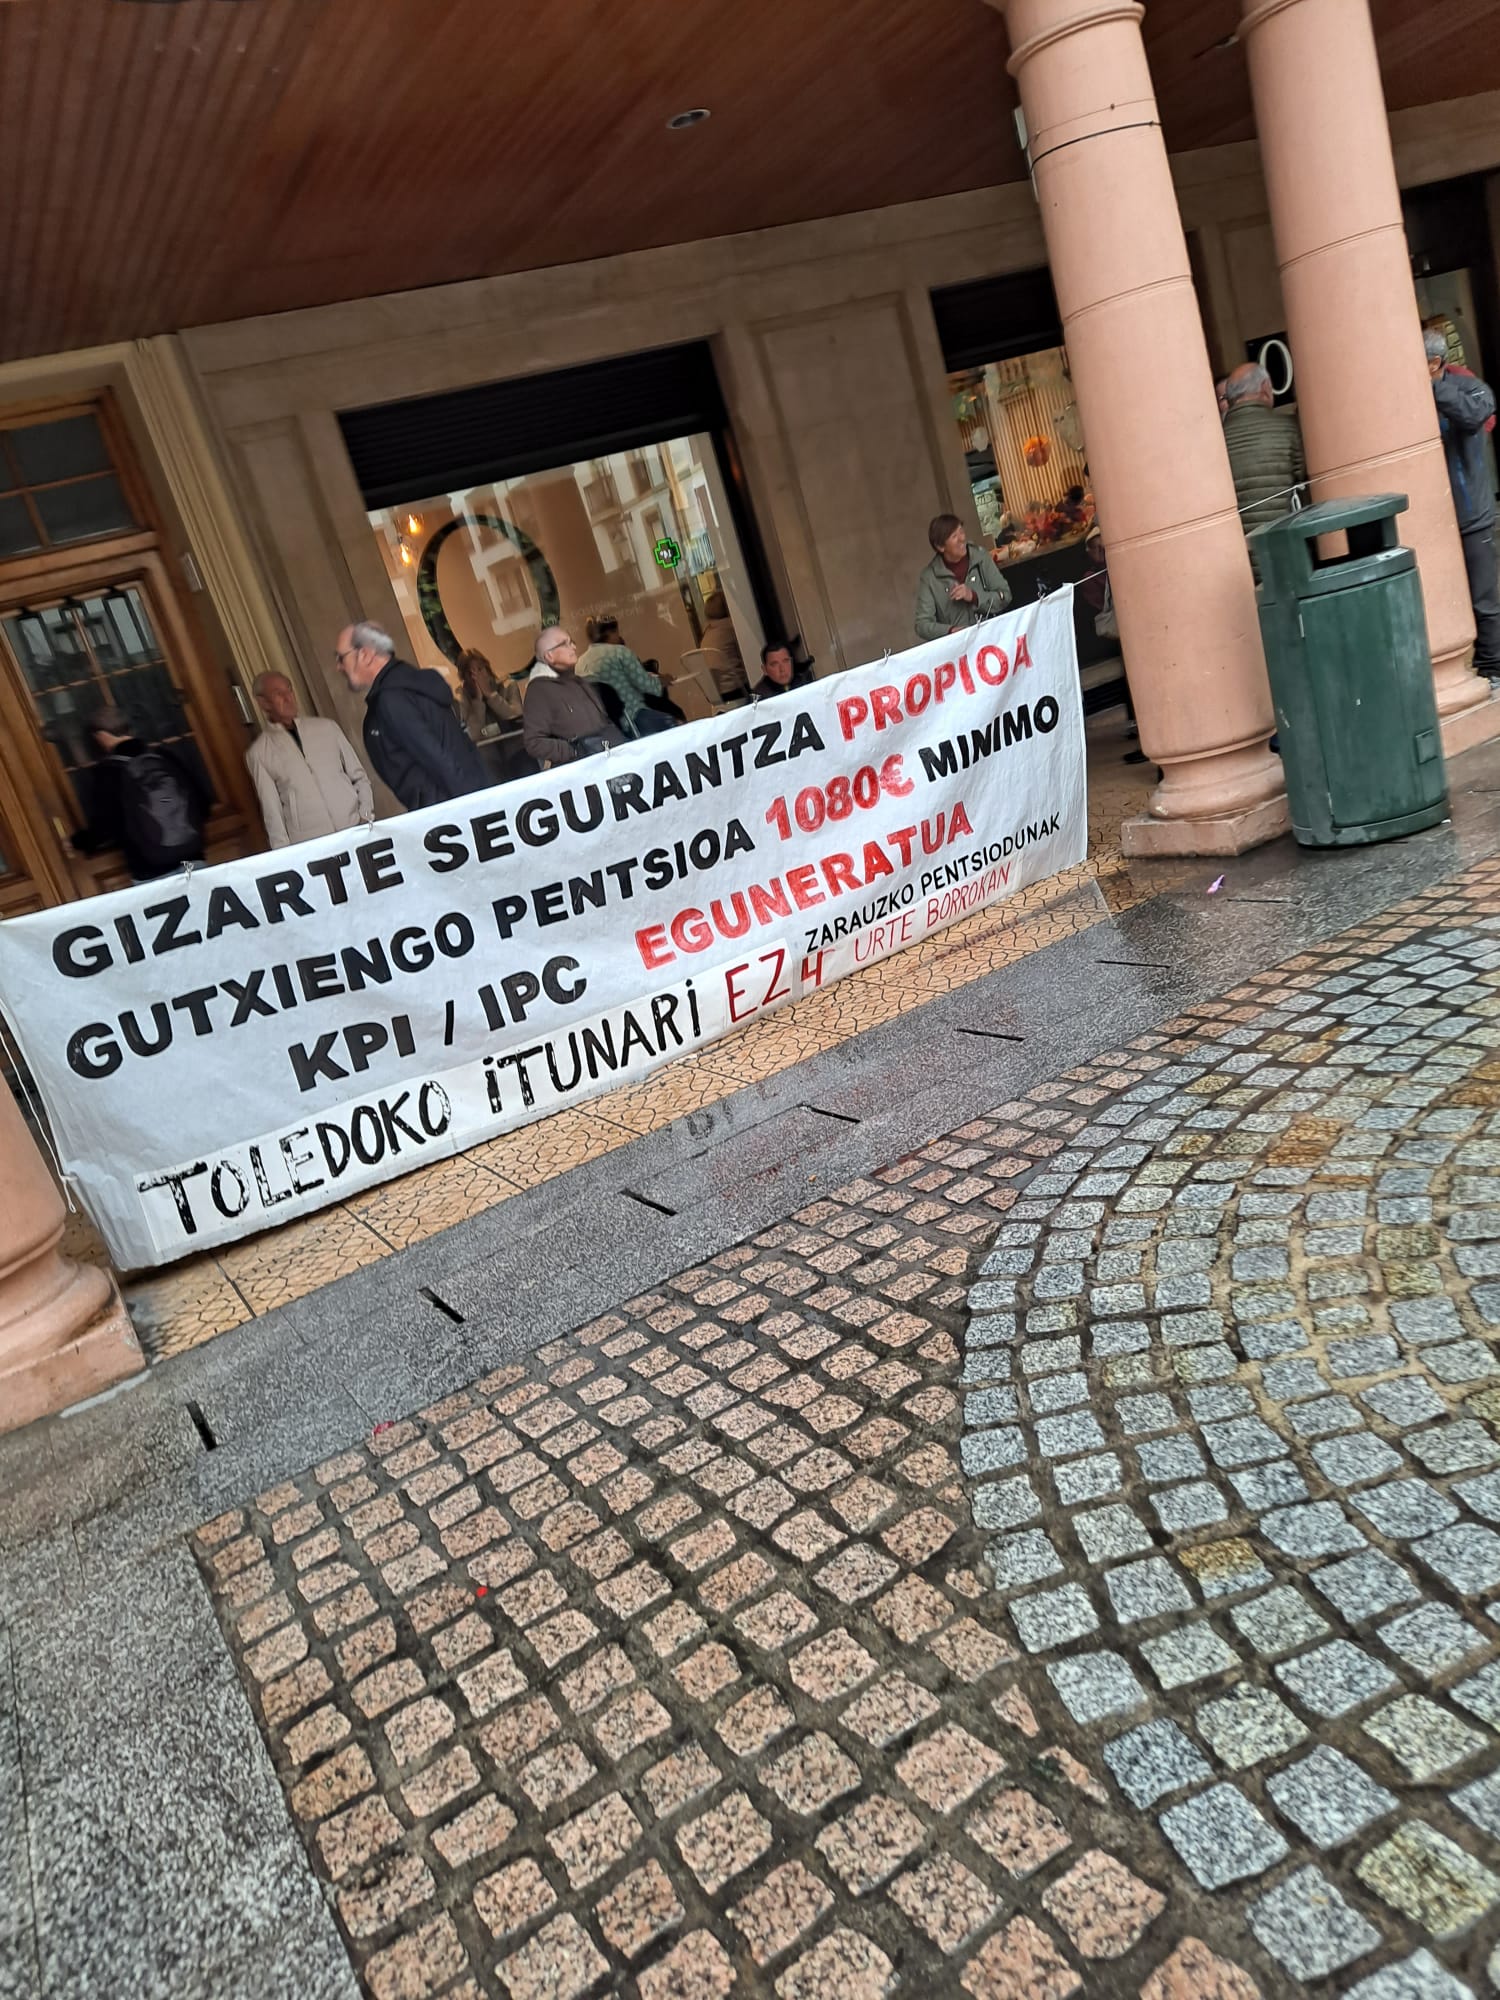 GIZARTE SEGURANTZA PROPIOA
GUTXIENGO PENTSIOA 1080€ MINIMO
KPI / IPC EGUNERATUA
ZARAUZKO PENTSIODUNAK
TOLEDOKO iTUNARi EZ 4 URTE BORROKAN